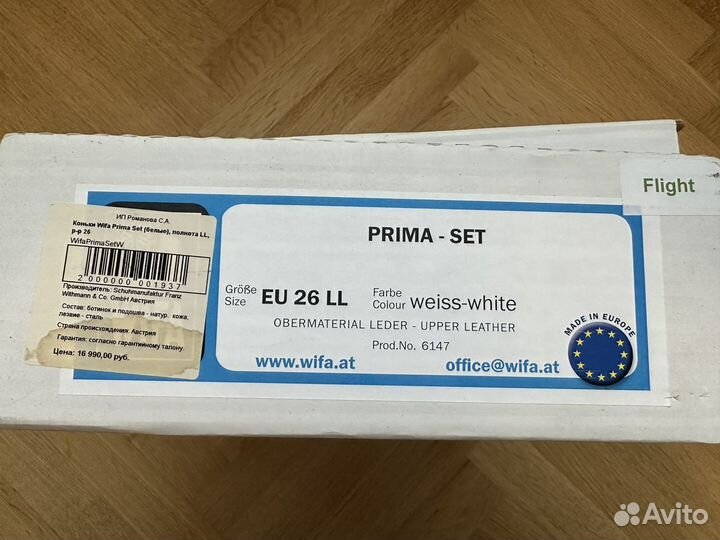 ИП Романова С.А.
Коньки Wifa Prima Set (белые), полнота LL,
р-р 26
WifaPrimaSetW
2 000000 001937
Производитель: Schuhmanufaktur Franz
Withmann & Co. GmbH Австрия
Состав: ботинок и подошва - натур. кожа,
лезвие - сталь
Страна происхождения: Австрия
Гарантия: согласно гарантийному талону.
Цена: 16 990,00 руб.
PRIMA - SET
Größe
Size
EU 26 LL
Farbe
Colour
weiss-white
OBERMATERIAL LEDER - UPPER LEATHER
Prod.No. 6147
www.wifa.at
office@wifa.at
MADE IN EUROPE
Flight
Avito